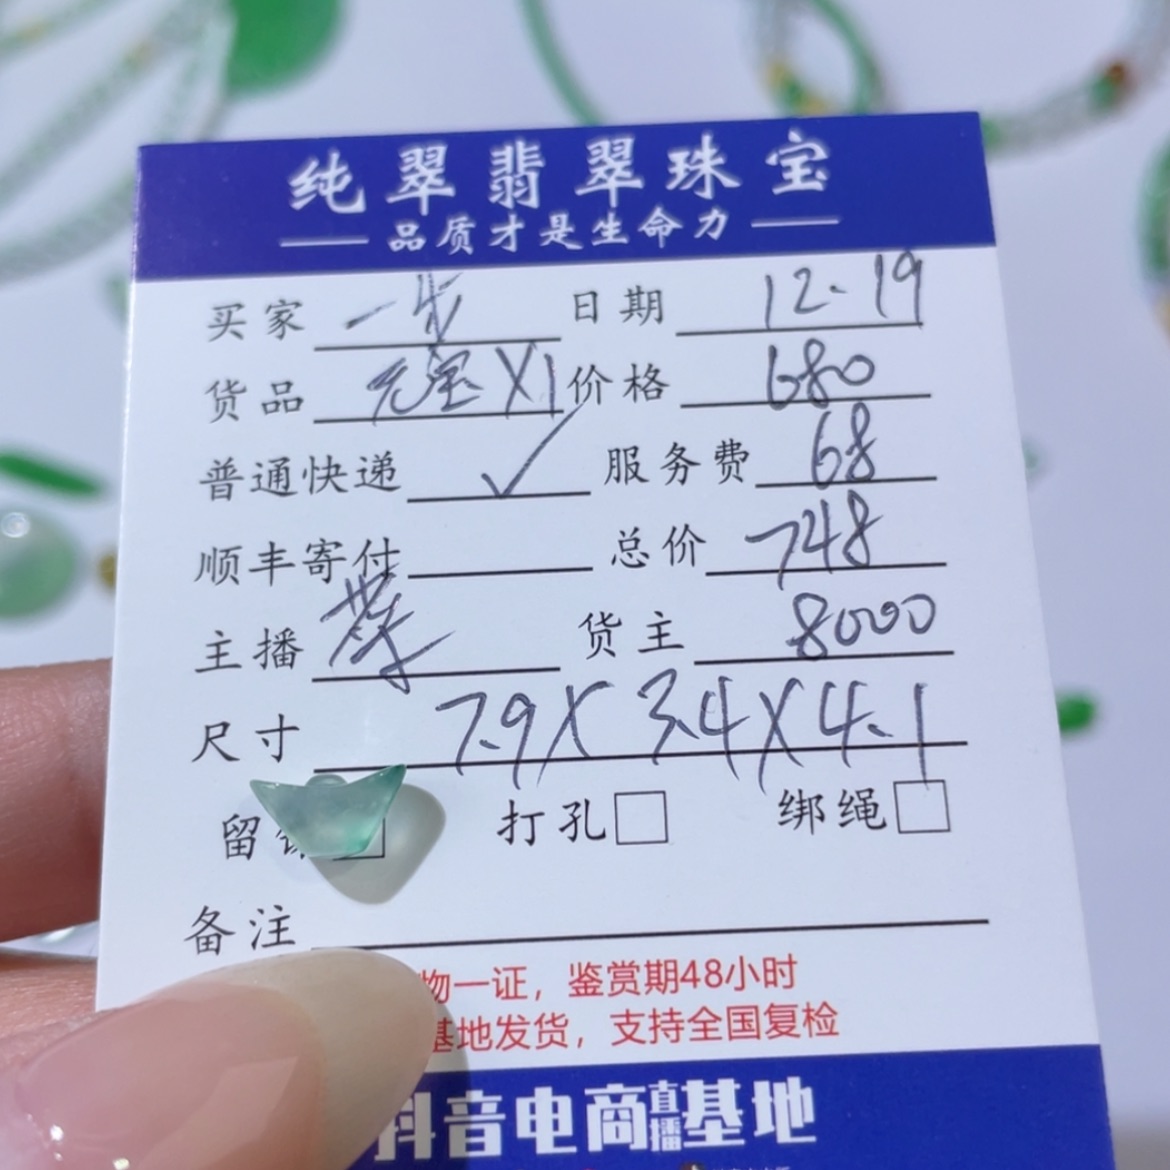 纯翠翡翠珠宝
品质才是生命力
买家 一 日期 12.19
货品 元宝X1 价格 680
普通快递 ✓ 服务费 68
顺丰寄付 总价 748
主播 货主 8000
尺寸 7.9X3.4X4.1
留 打孔 绑绳
备注
物一证，鉴赏期48小时
基地发货，支持全国复检
抖音电商直播基地